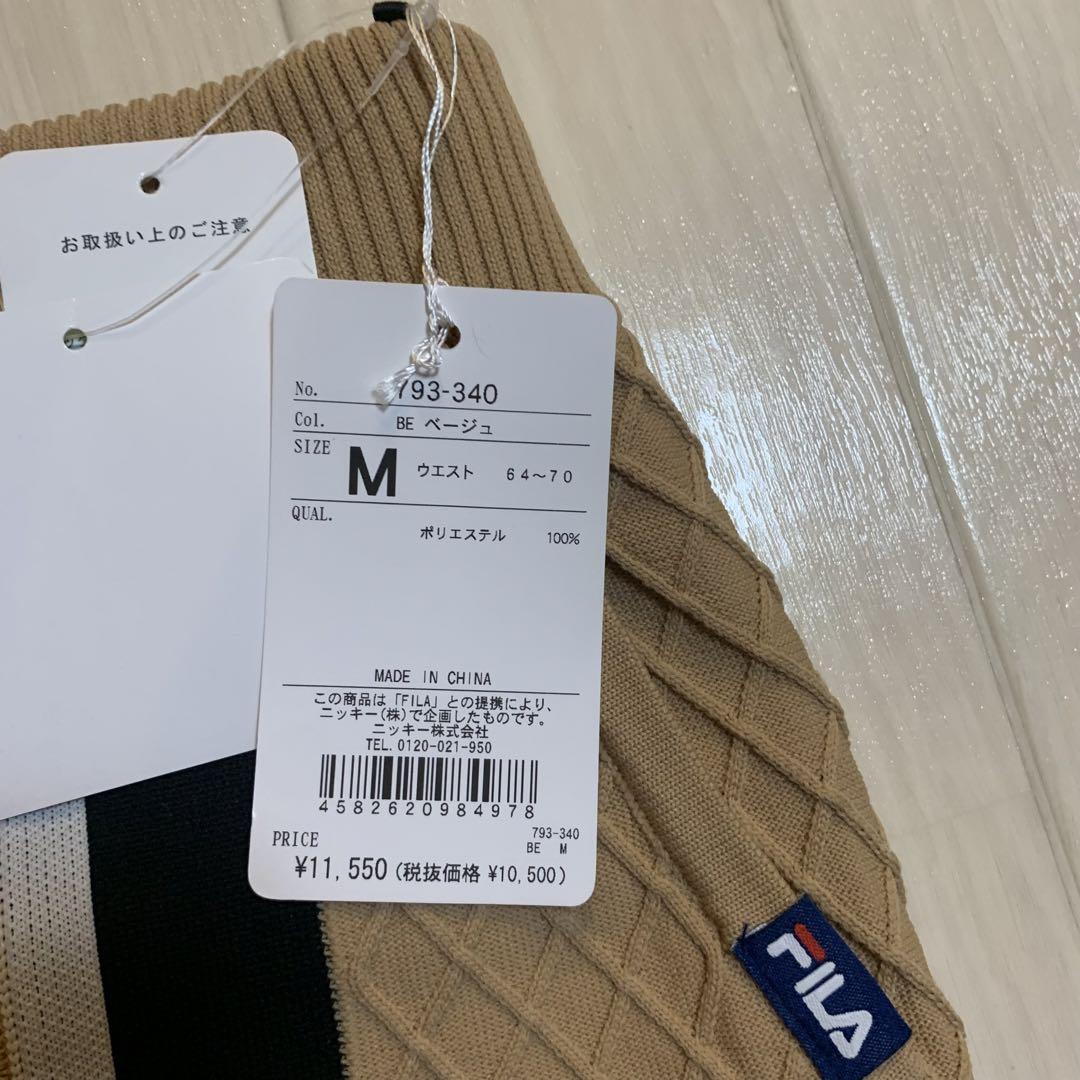 お取扱い上のご注意
No. 793-340
Col. BE ベージュ
SIZE M ウエスト 64～70
QUAL.
ポリエステル 100%
MADE IN CHINA
この商品は「FILA」との提携により、
ニッキー(株)で企画したものです。
ニッキー株式会社
TEL. 0120-021-950
4582620984978
793-340
BE M
PRICE
¥11,550 (税抜価格 ¥10,500)
FILA